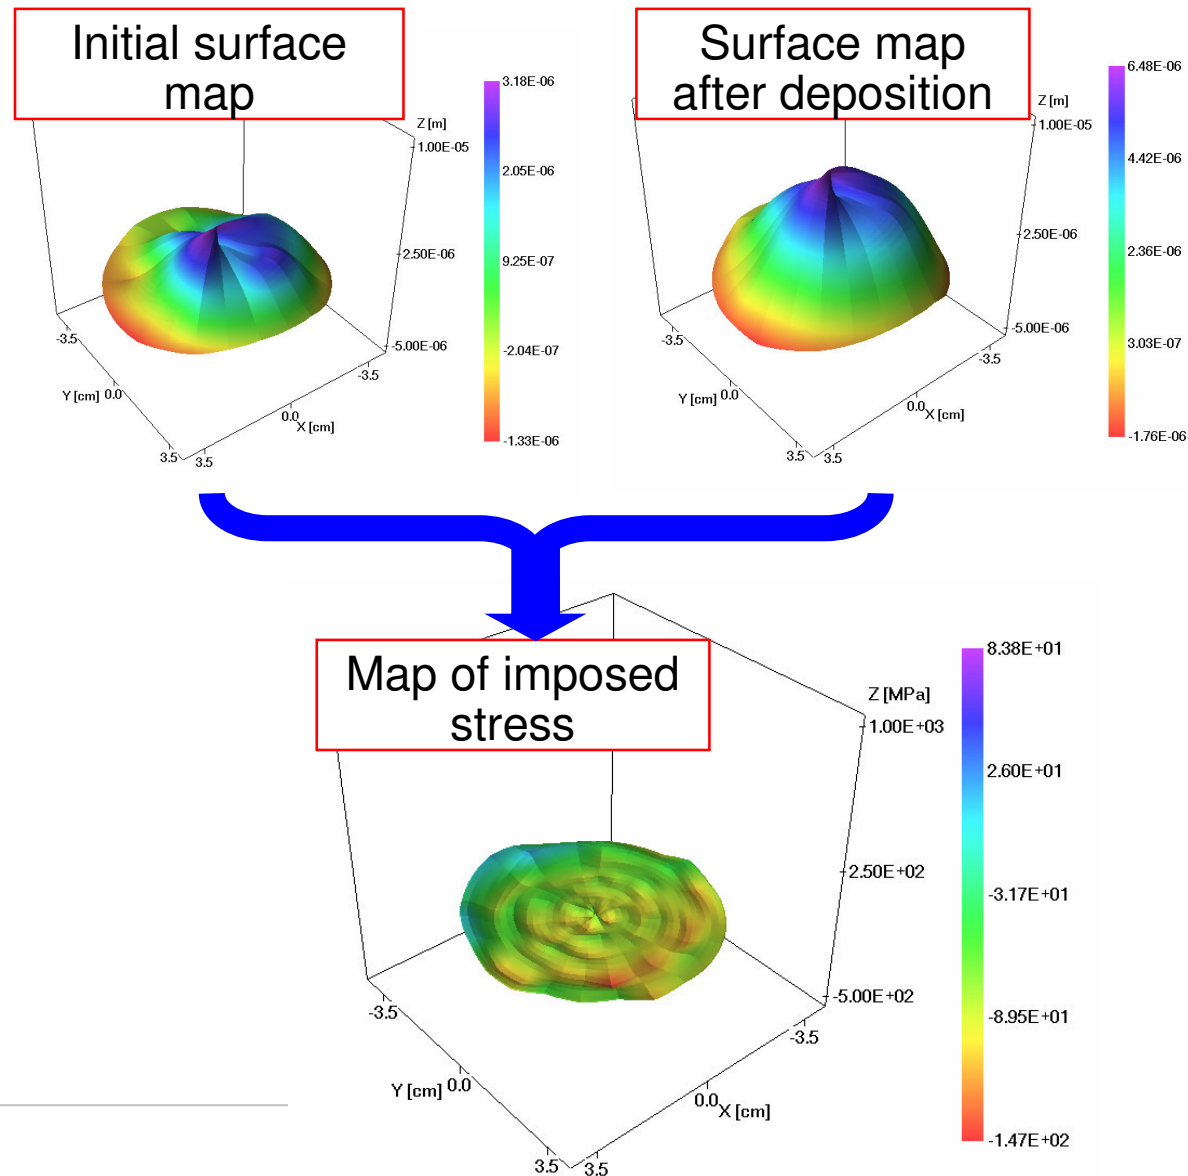 Initial surface
map
3.18E-06
2.05E-06
9.25E-07
-2.04E-07
-1.33E-06
Z [m]
1.00E-05
2.50E-06
-5.00E-06
-3.5
Y [cm] 0.0
3.5
3.5
0.0
X [cm]
-3.5
Surface map
after deposition
6.48E-06
4.42E-06
2.36E-06
3.03E-07
-1.76E-06
Z [m]
1.00E-05
2.50E-06
-5.00E-06
-3.5
Y [cm] 0.0
3.5
3.5
0.0
X [cm]
-3.5
Map of imposed
stress
8.38E+01
2.60E+01
-3.17E+01
-8.95E+01
-1.47E+02
Z [MPa]
1.00E+03
2.50E+02
-5.00E+02
-3.5
Y [cm] 0.0
3.5
3.5
0.0
X [cm]
-3.5